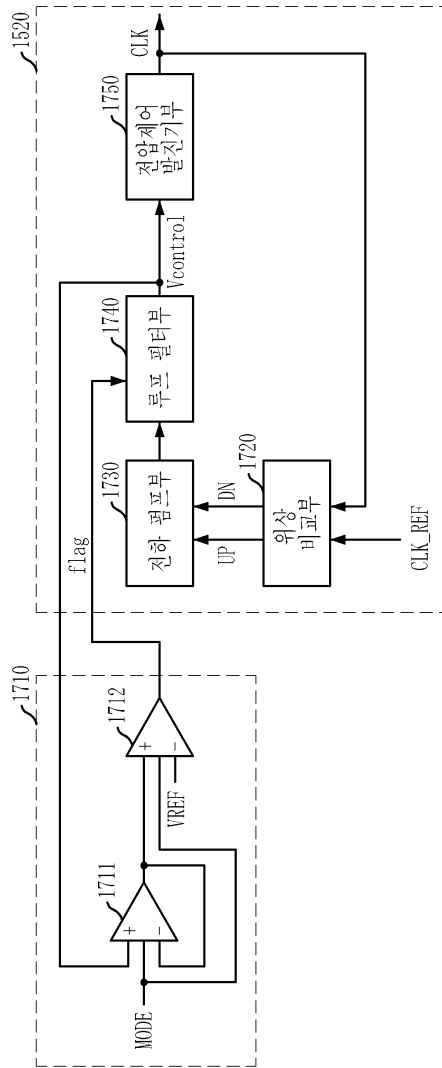 1710
1520
MODE
1711
+
−
1712
+
−
VREF
flag
1730
전하 펌프부
1740
루프 필터부
Vcontrol
1750
전압제어
발진기부
CLK
UP
DN
1720
위상
비교부
CLK_REF